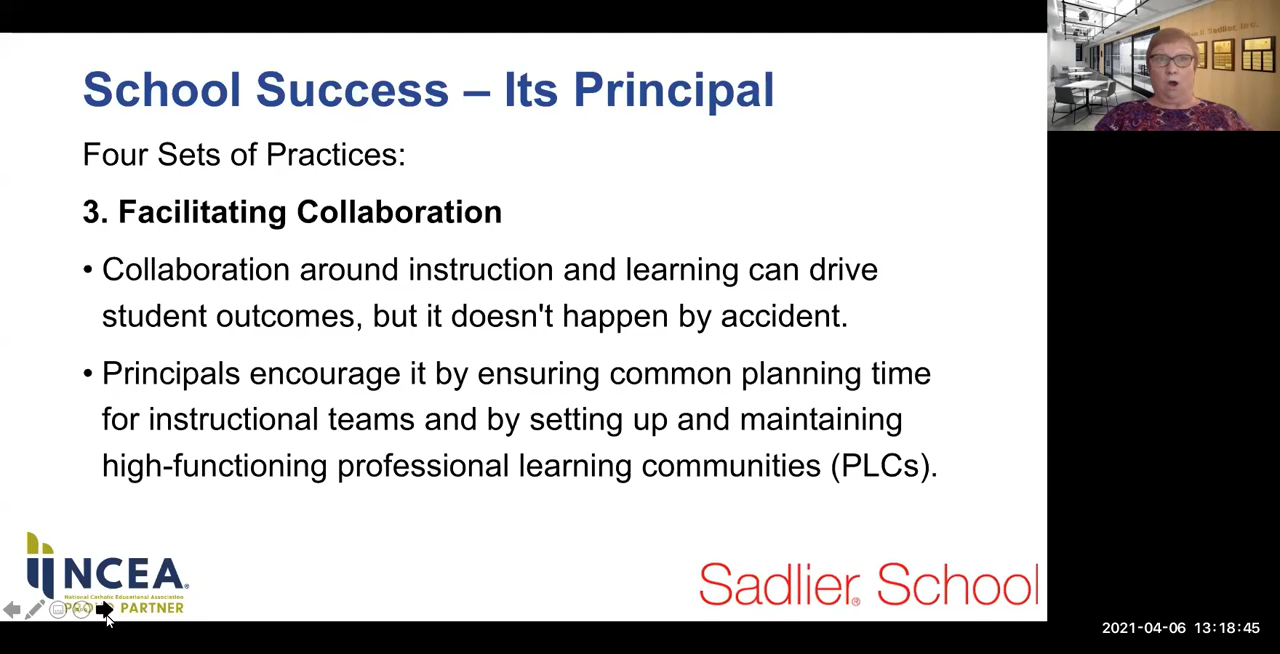 School Success – Its Principal
Four Sets of Practices:
3. Facilitating Collaboration
• Collaboration around instruction and learning can drive
student outcomes, but it doesn't happen by accident.
• Principals encourage it by ensuring common planning time
for instructional teams and by setting up and maintaining
high-functioning professional learning communities (PLCs).
NCEA®
National Catholic Educational Association
PARTNER
Sadlier® School
Sadlier, Inc.
2021-04-06 13:18:45